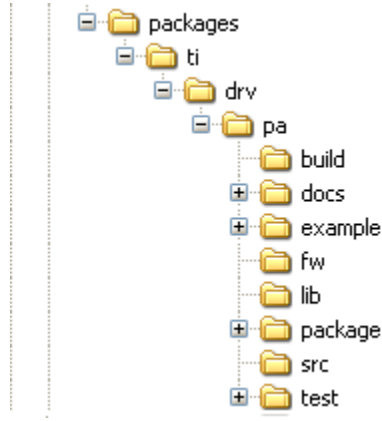 packages
ti
drv
pa
build
docs
example
fw
lib
package
src
test